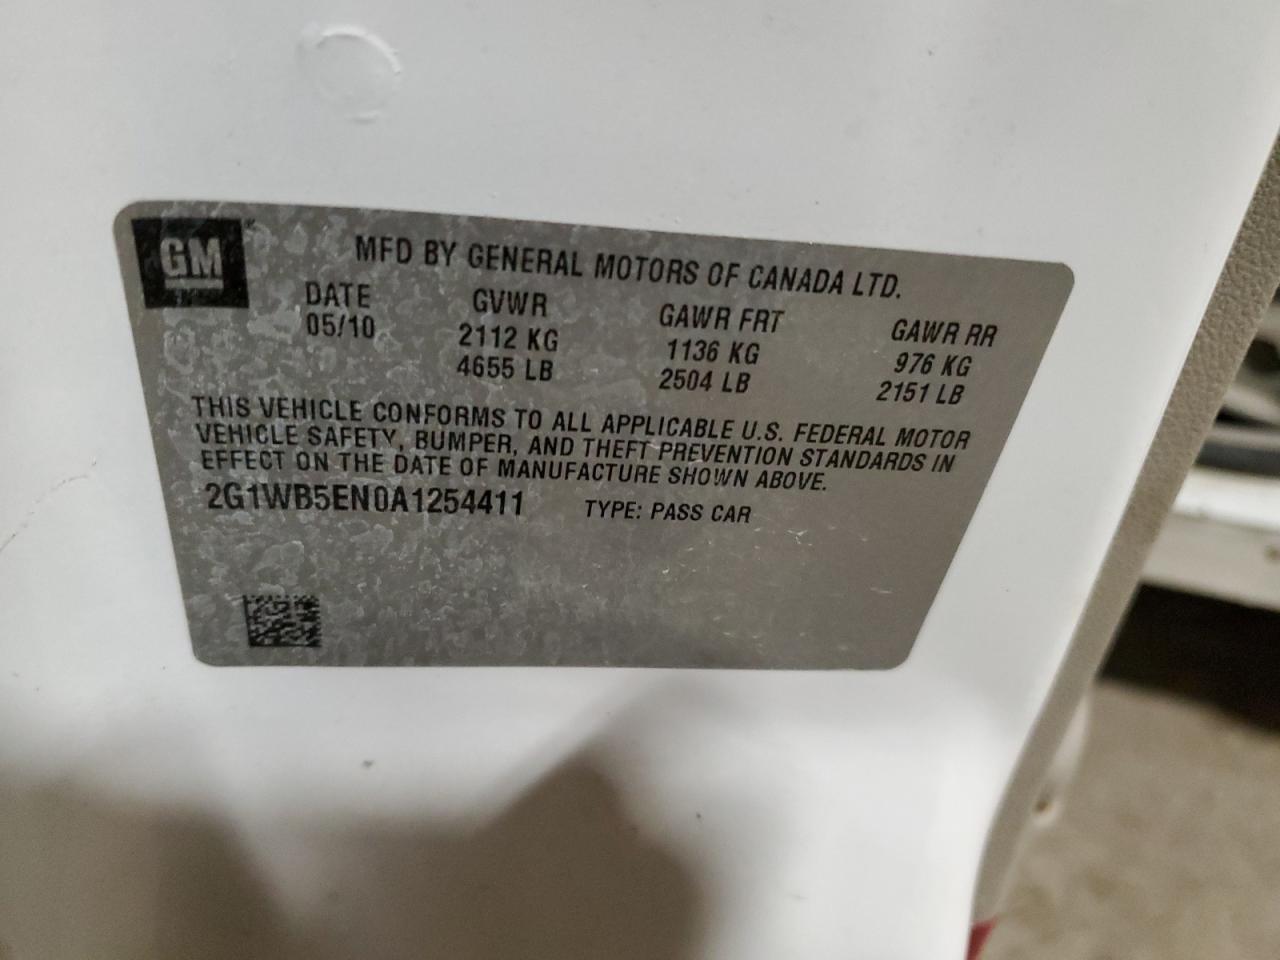 GM
MFD BY GENERAL MOTORS OF CANADA LTD.
DATE GVWR GAWR FRT GAWR RR
05/10 2112 KG 1136 KG 976 KG
4655 LB 2504 LB 2151 LB
THIS VEHICLE CONFORMS TO ALL APPLICABLE U.S. FEDERAL MOTOR
VEHICLE SAFETY, BUMPER, AND THEFT PREVENTION STANDARDS IN
EFFECT ON THE DATE OF MANUFACTURE SHOWN ABOVE.
2G1WB5EN0A1254411 TYPE: PASS CAR